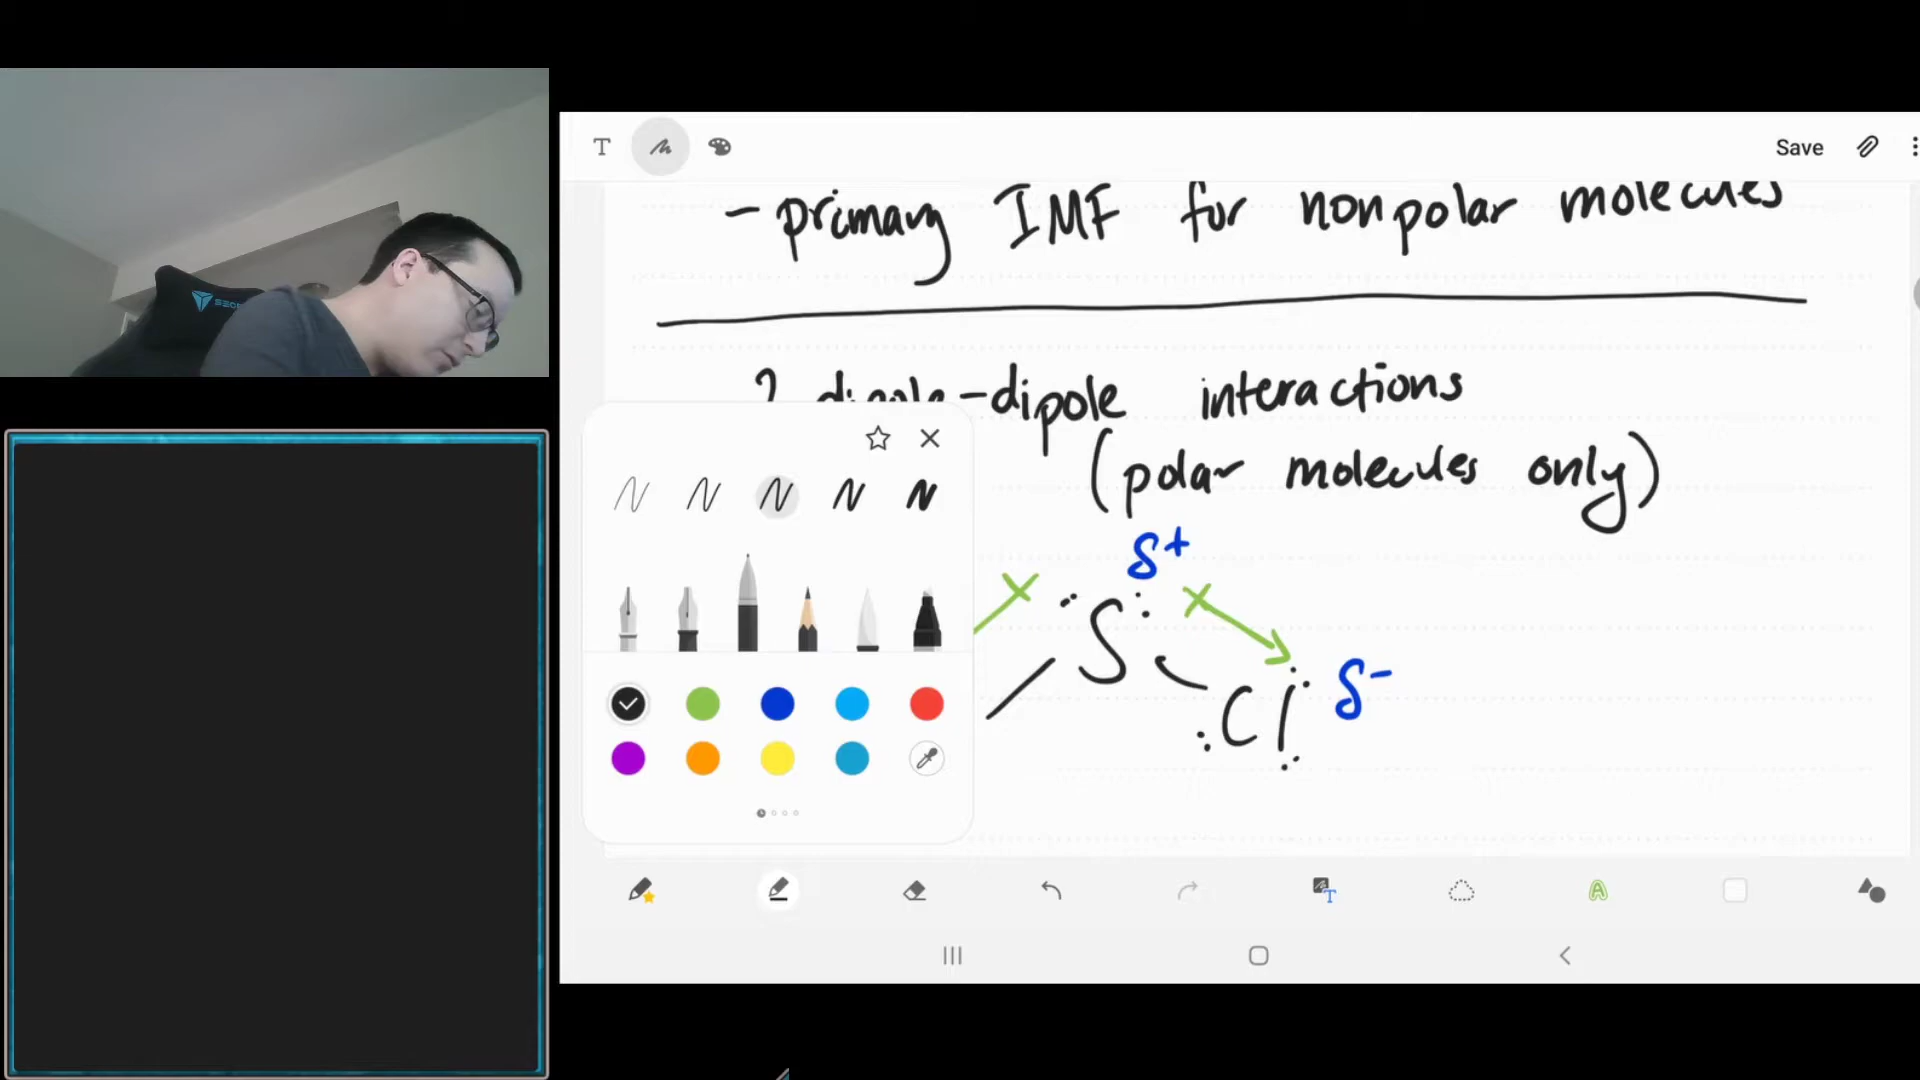 T Save
- primary IMF for nonpolar molecules
dipole-dipole interactions
(polar molecules only)
δ+
S
Cl δ-
T
A